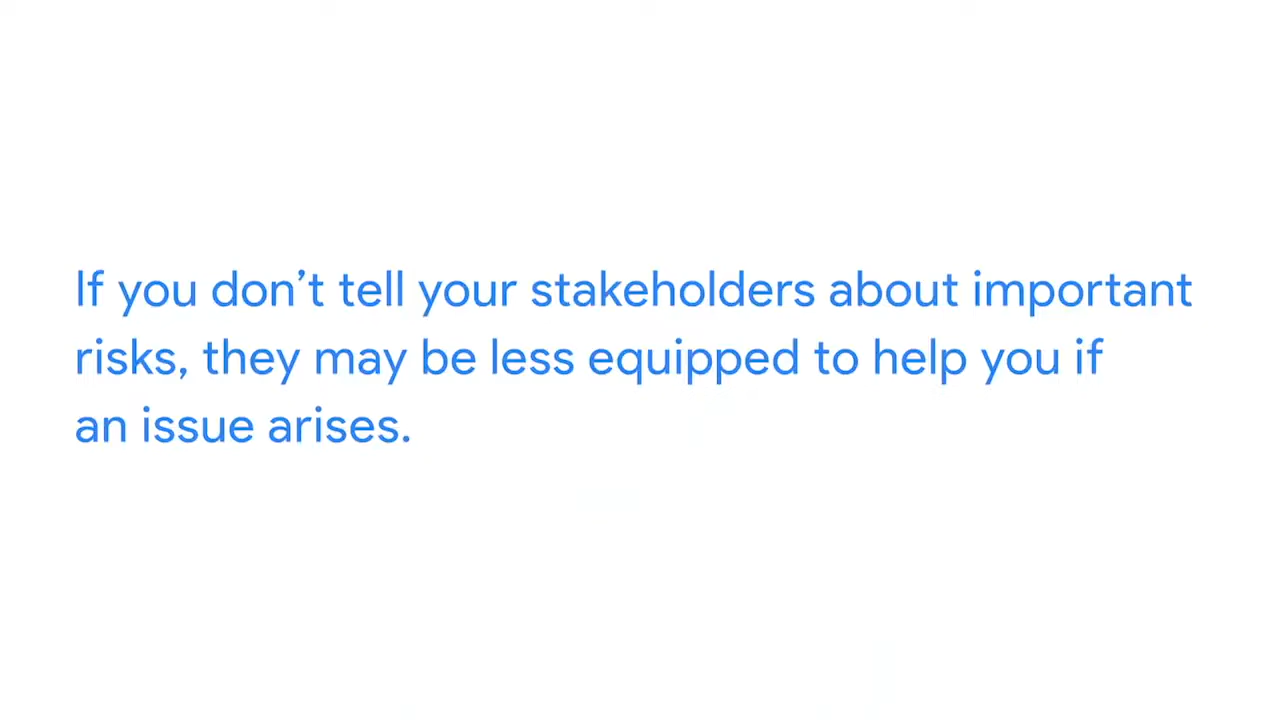 If you don’t tell your stakeholders about important
risks, they may be less equipped to help you if
an issue arises.